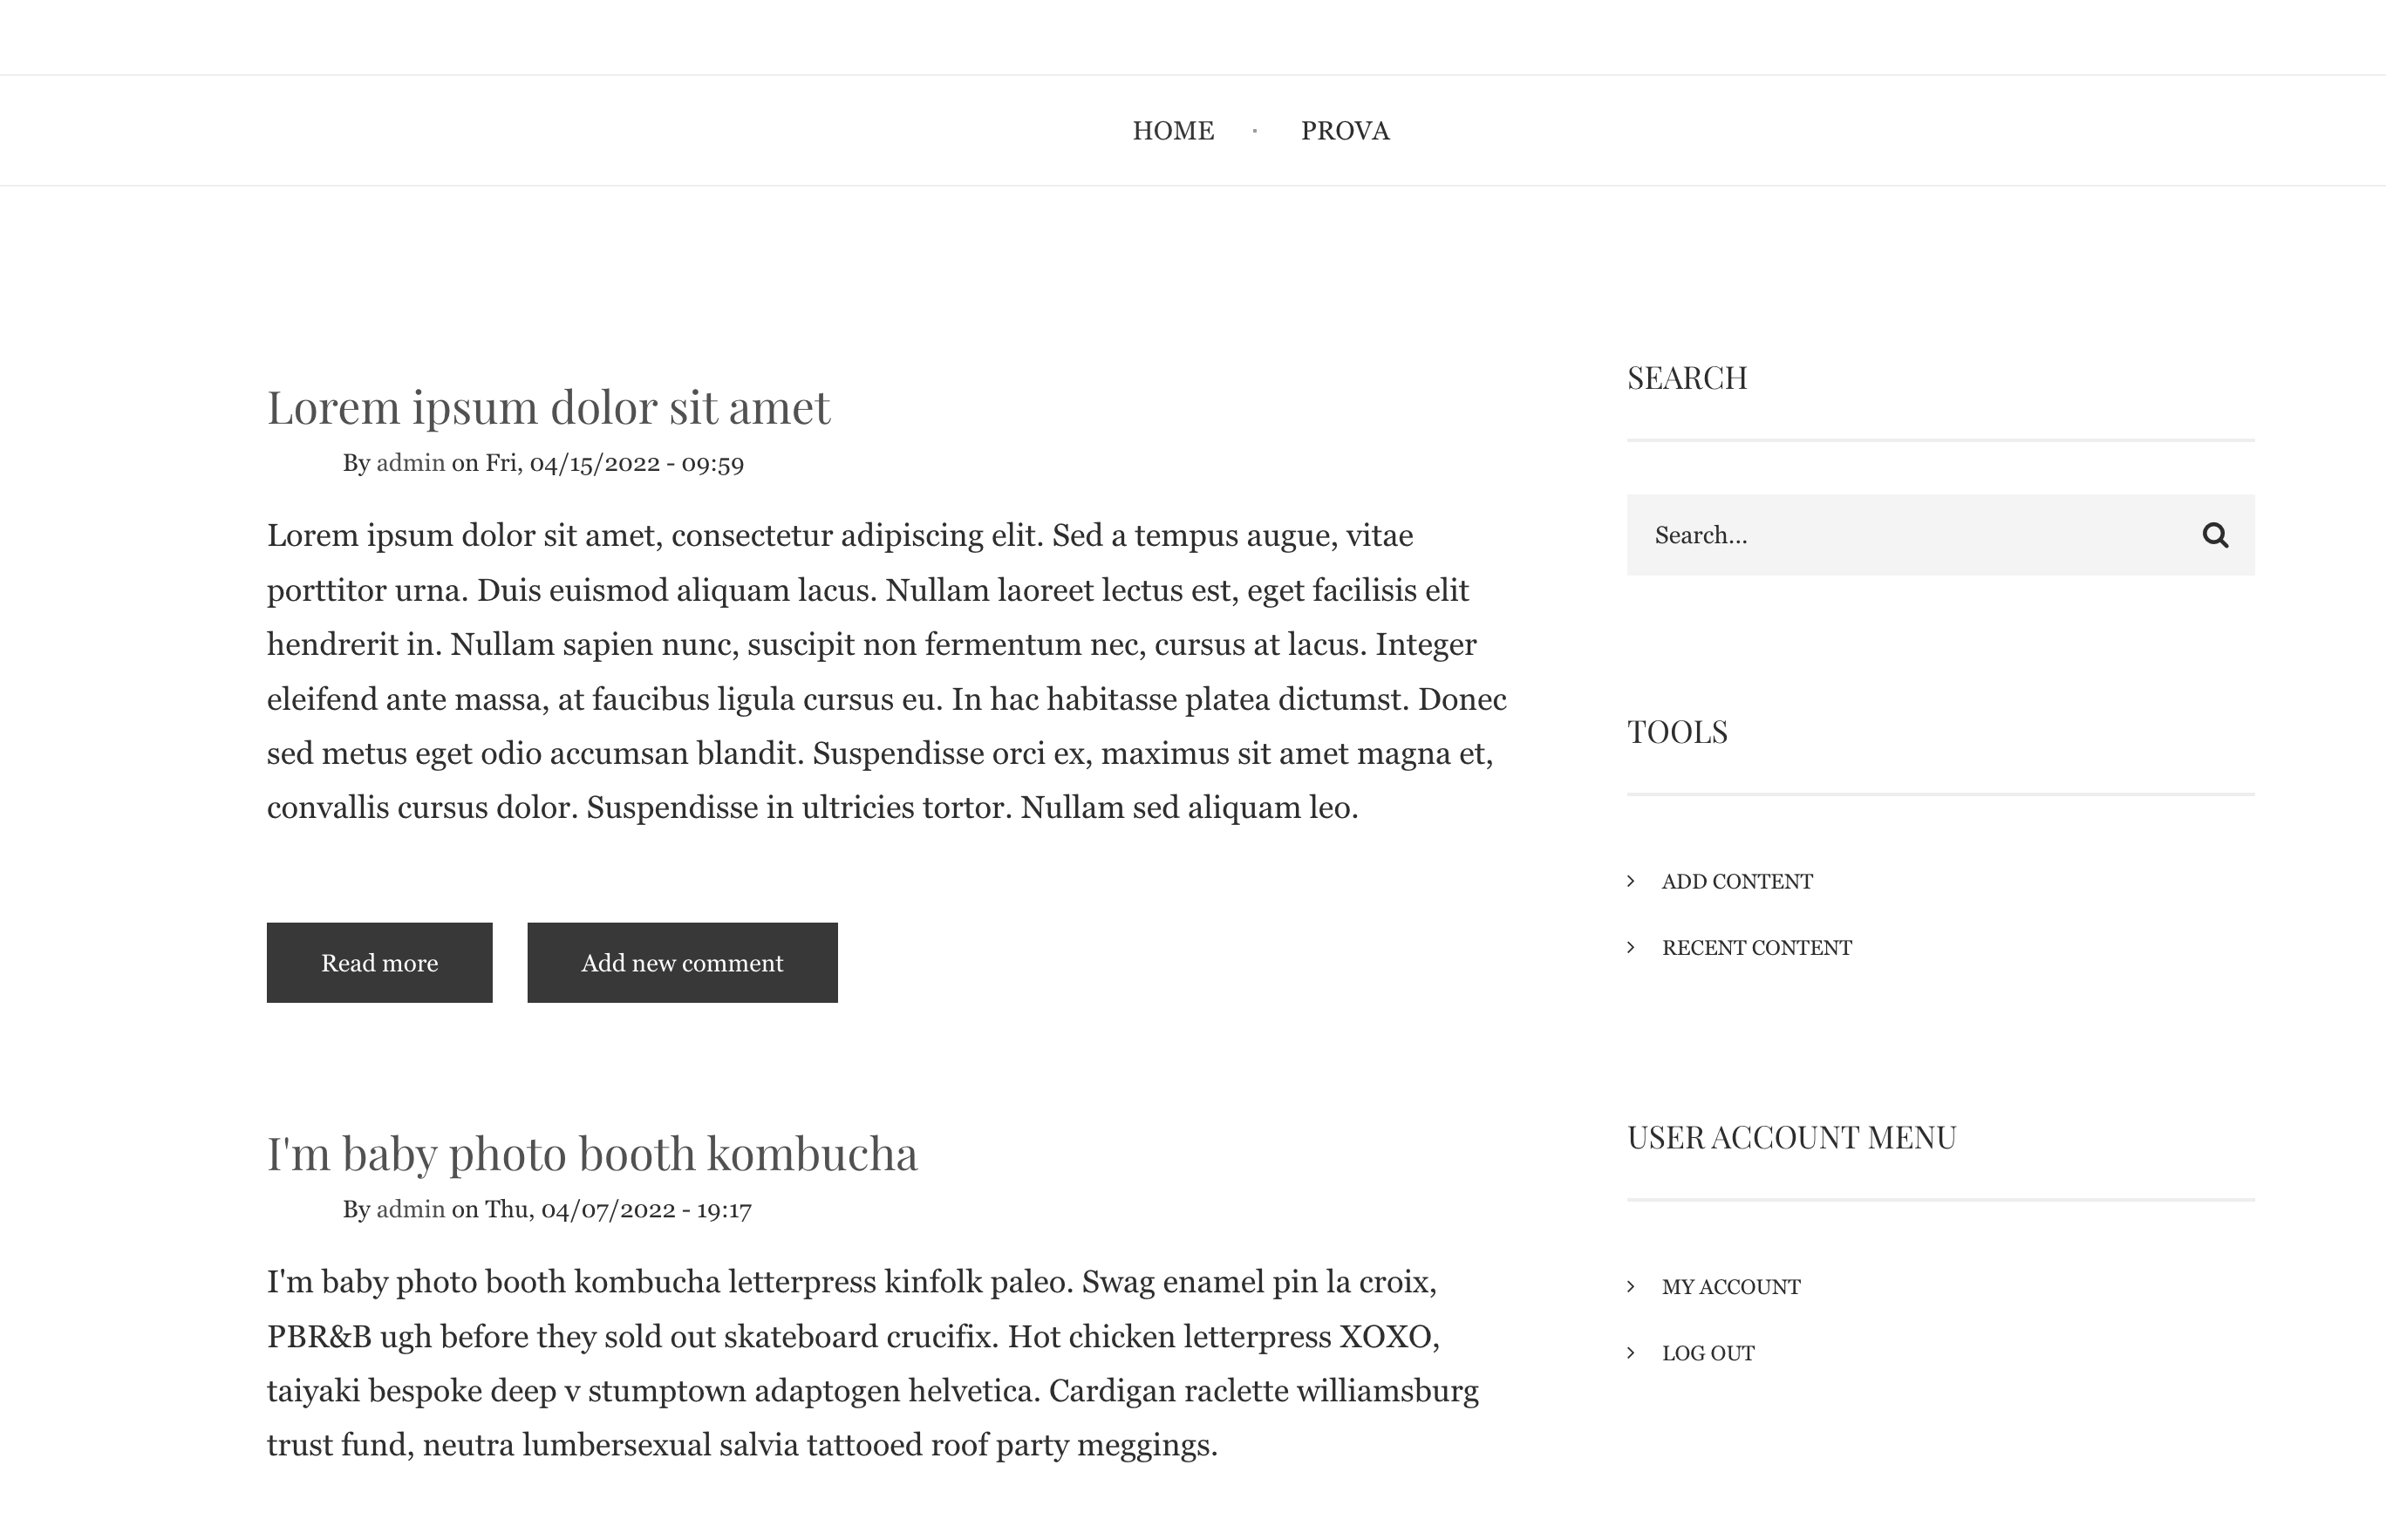 HOME · PROVA
Lorem ipsum dolor sit amet
By admin on Fri, 04/15/2022 - 09:59
Lorem ipsum dolor sit amet, consectetur adipiscing elit. Sed a tempus augue, vitae
porttitor urna. Duis euismod aliquam lacus. Nullam laoreet lectus est, eget facilisis elit
hendrerit in. Nullam sapien nunc, suscipit non fermentum nec, cursus at lacus. Integer
eleifend ante massa, at faucibus ligula cursus eu. In hac habitasse platea dictumst. Donec
sed metus eget odio accumsan blandit. Suspendisse orci ex, maximus sit amet magna et,
convallis cursus dolor. Suspendisse in ultricies tortor. Nullam sed aliquam leo.
Read more
Add new comment
I'm baby photo booth kombucha
By admin on Thu, 04/07/2022 - 19:17
I'm baby photo booth kombucha letterpress kinfolk paleo. Swag enamel pin la croix,
PBR&B ugh before they sold out skateboard crucifix. Hot chicken letterpress XOXO,
taiyaki bespoke deep v stumptown adaptogen helvetica. Cardigan raclette williamsburg
trust fund, neutra lumbersexual salvia tattooed roof party meggings.
SEARCH
Search...
TOOLS
ADD CONTENT
RECENT CONTENT
USER ACCOUNT MENU
MY ACCOUNT
LOG OUT